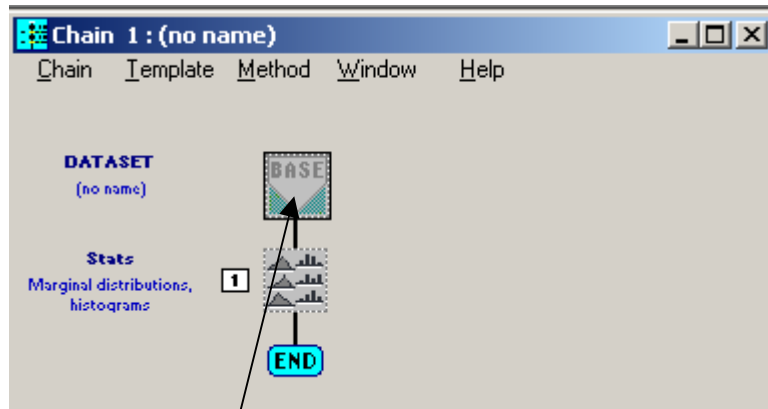 Chain 1 : (no name)
Chain Template Method Window Help
DATASET
(no name)
BASE
Stats
Marginal distributions,
histograms
1
END